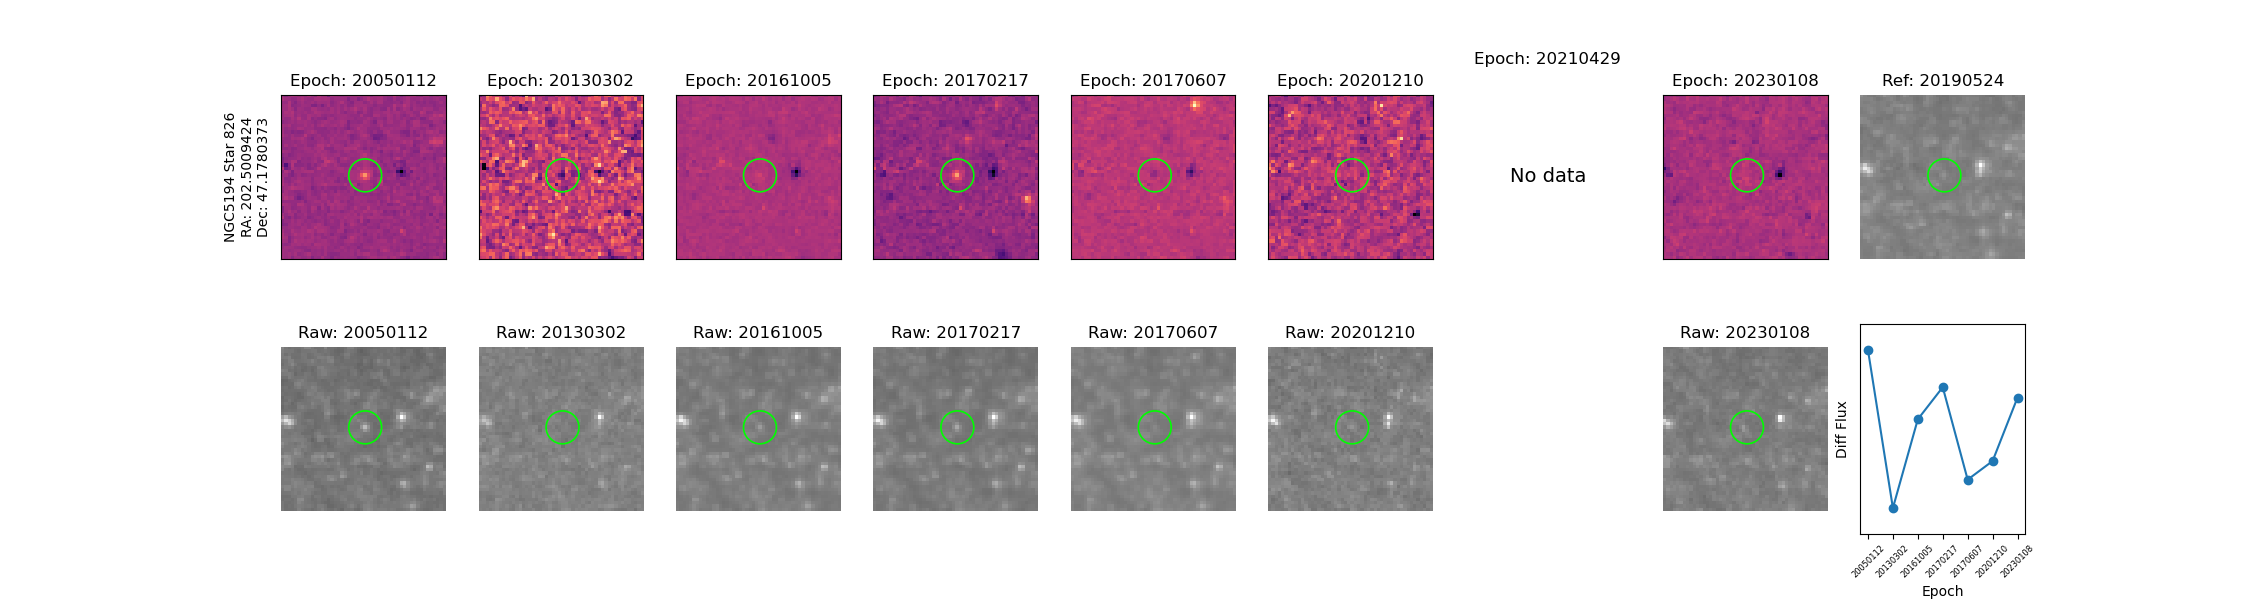 NGC5194 Star 826
RA: 202.5009424
Dec: 47.1780373
Epoch: 20050112
Epoch: 20130302
Epoch: 20161005
Epoch: 20170217
Epoch: 20170607
Epoch: 20201210
Epoch: 20210429
No data
Epoch: 20230108
Ref: 20190524
Raw: 20050112
Raw: 20130302
Raw: 20161005
Raw: 20170217
Raw: 20170607
Raw: 20201210
Raw: 20230108
Diff Flux
20050112
20130302
20161005
20170217
20170607
20201210
20230108
Epoch